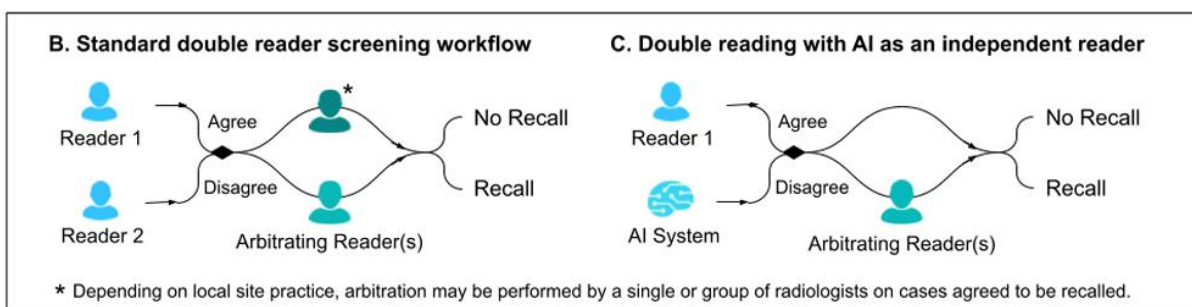 B. Standard double reader screening workflow
Reader 1
Agree
*
No Recall
Disagree
Recall
Reader 2
Arbitrating Reader(s)
C. Double reading with AI as an independent reader
Reader 1
Agree
No Recall
Disagree
Recall
AI System
Arbitrating Reader(s)
* Depending on local site practice, arbitration may be performed by a single or group of radiologists on cases agreed to be recalled.